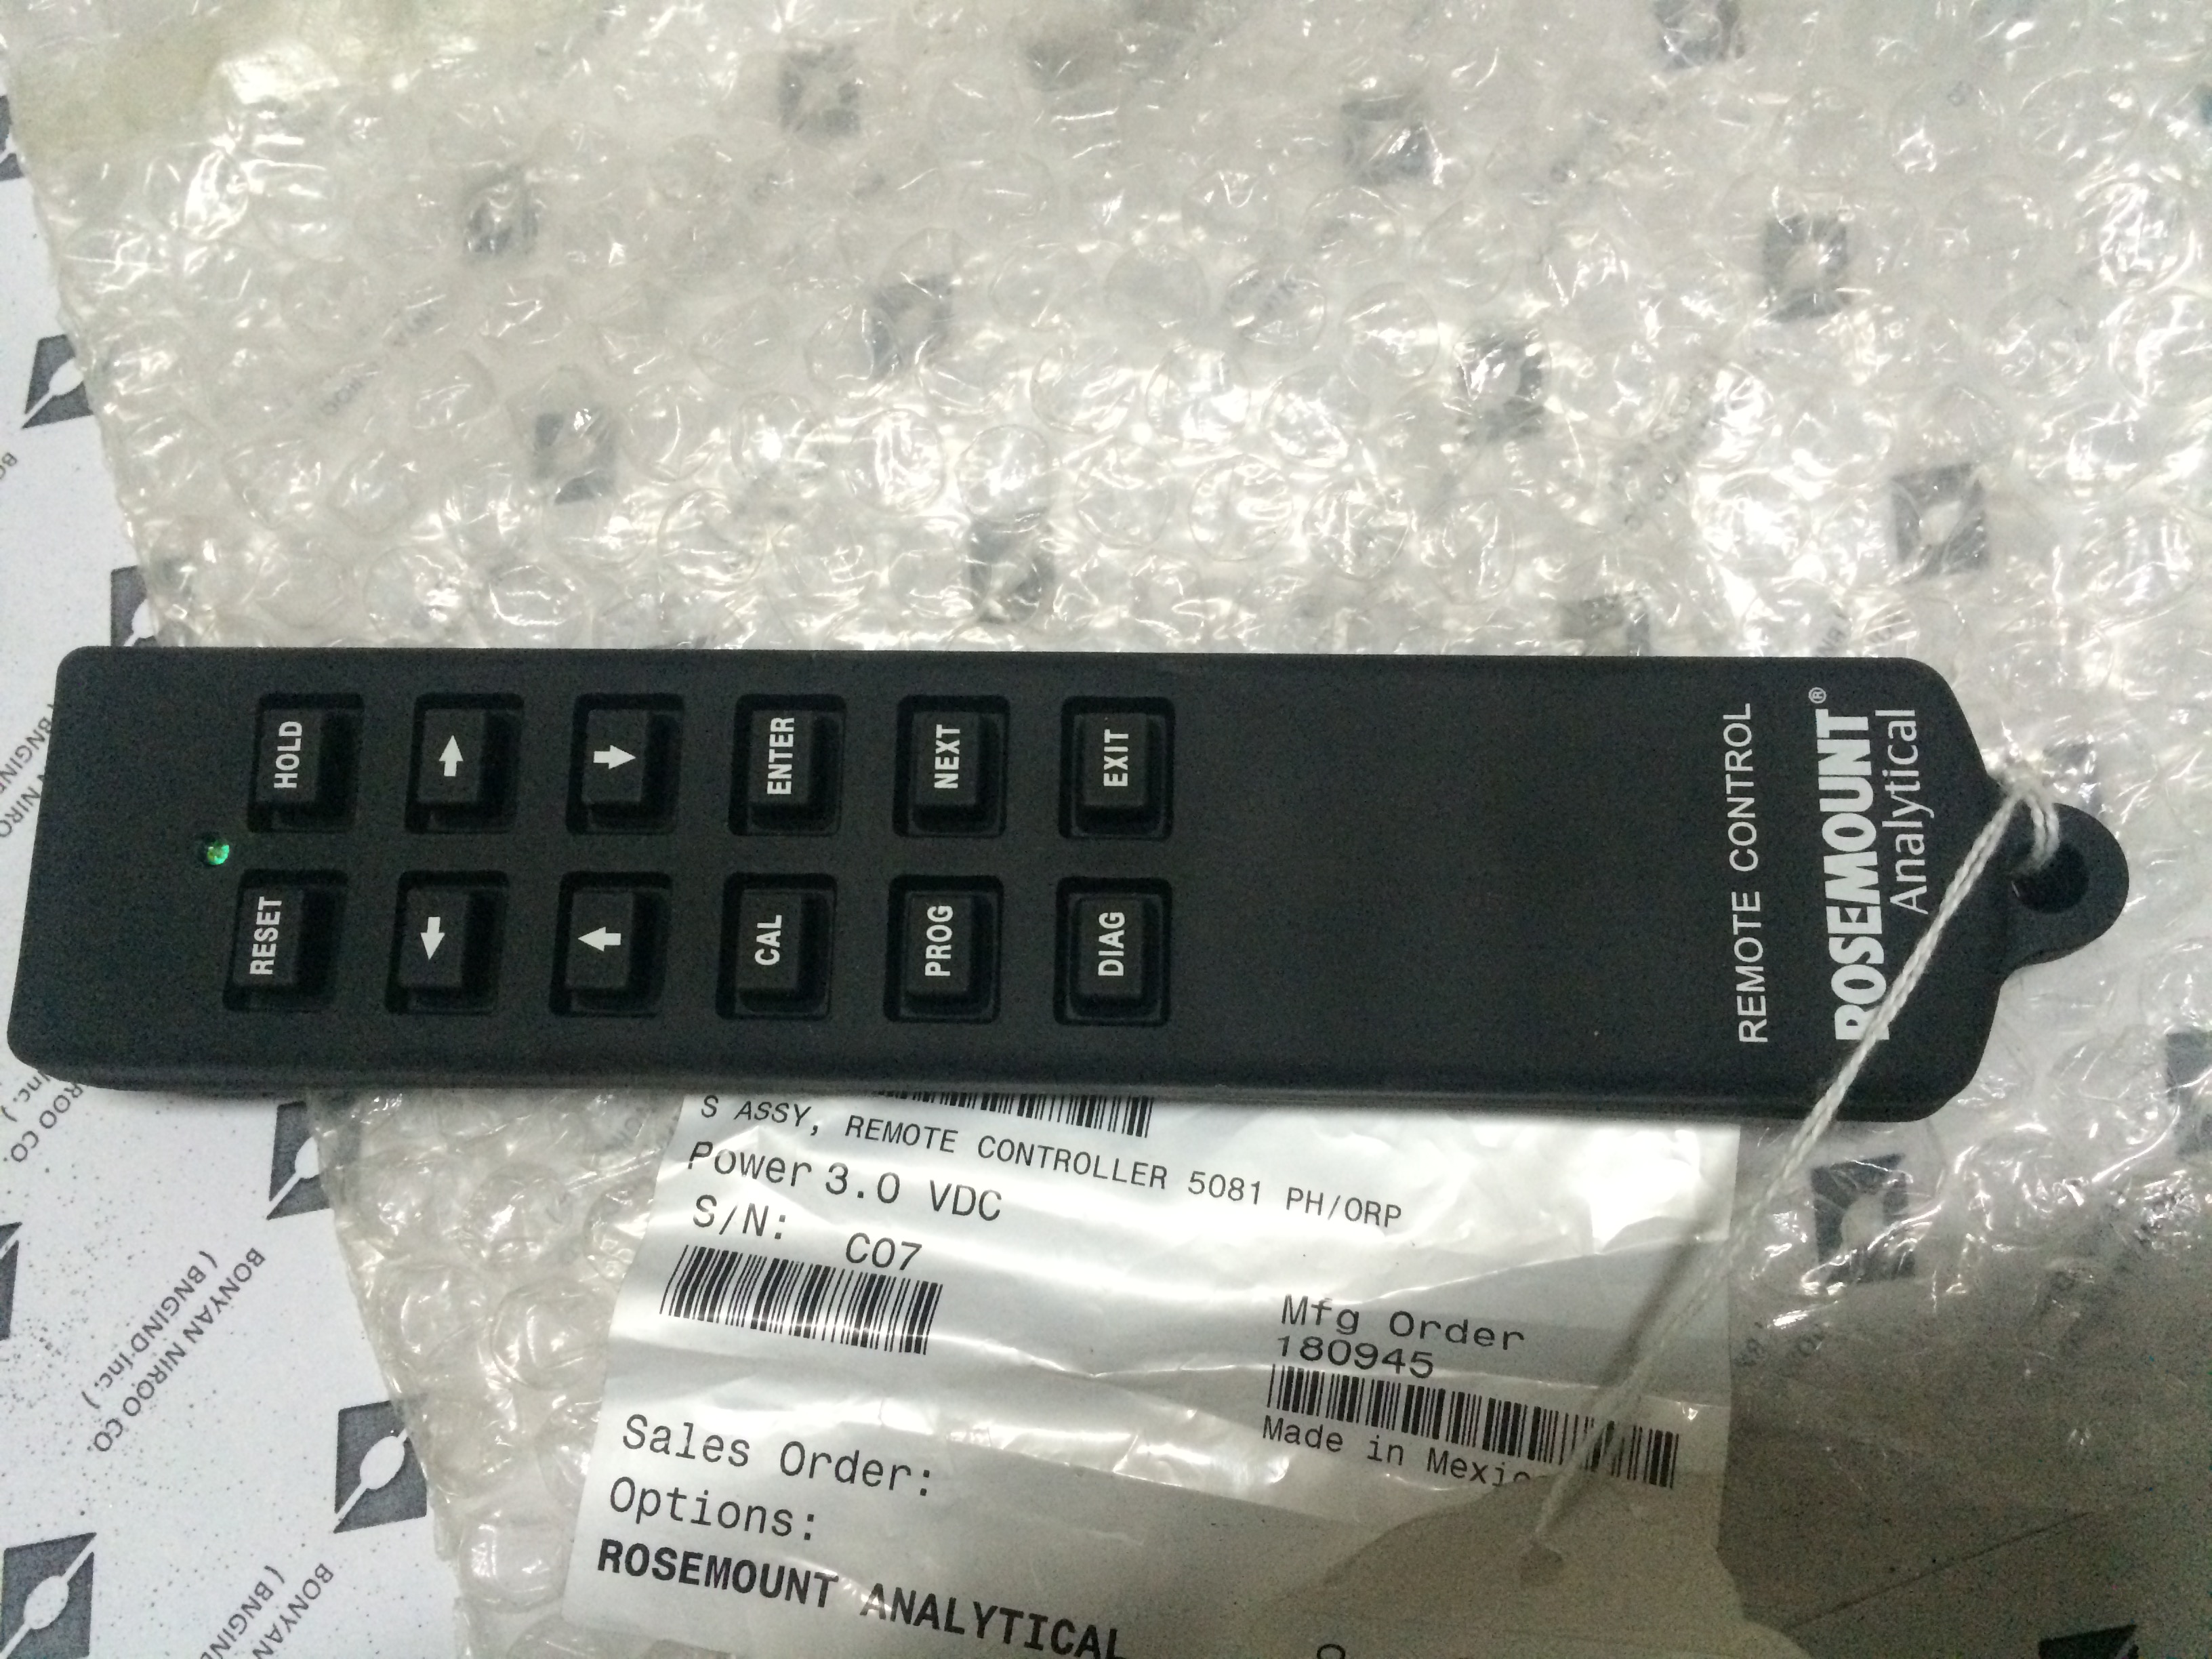 HOLD
RESET
ENTER
CAL
NEXT
PROG
EXIT
DIAG
REMOTE CONTROL
ROSEMOUNT®
Analytical
S ASSY, REMOTE CONTROLLER 5081 PH/ORP
Power 3.0 VDC
S/N: C07
Mfg Order
180945
Made in Mexic
Sales Order:
Options:
ROSEMOUNT ANALYTICAL
BONYAN NIROO CO.
( BNGIND·Inc. )